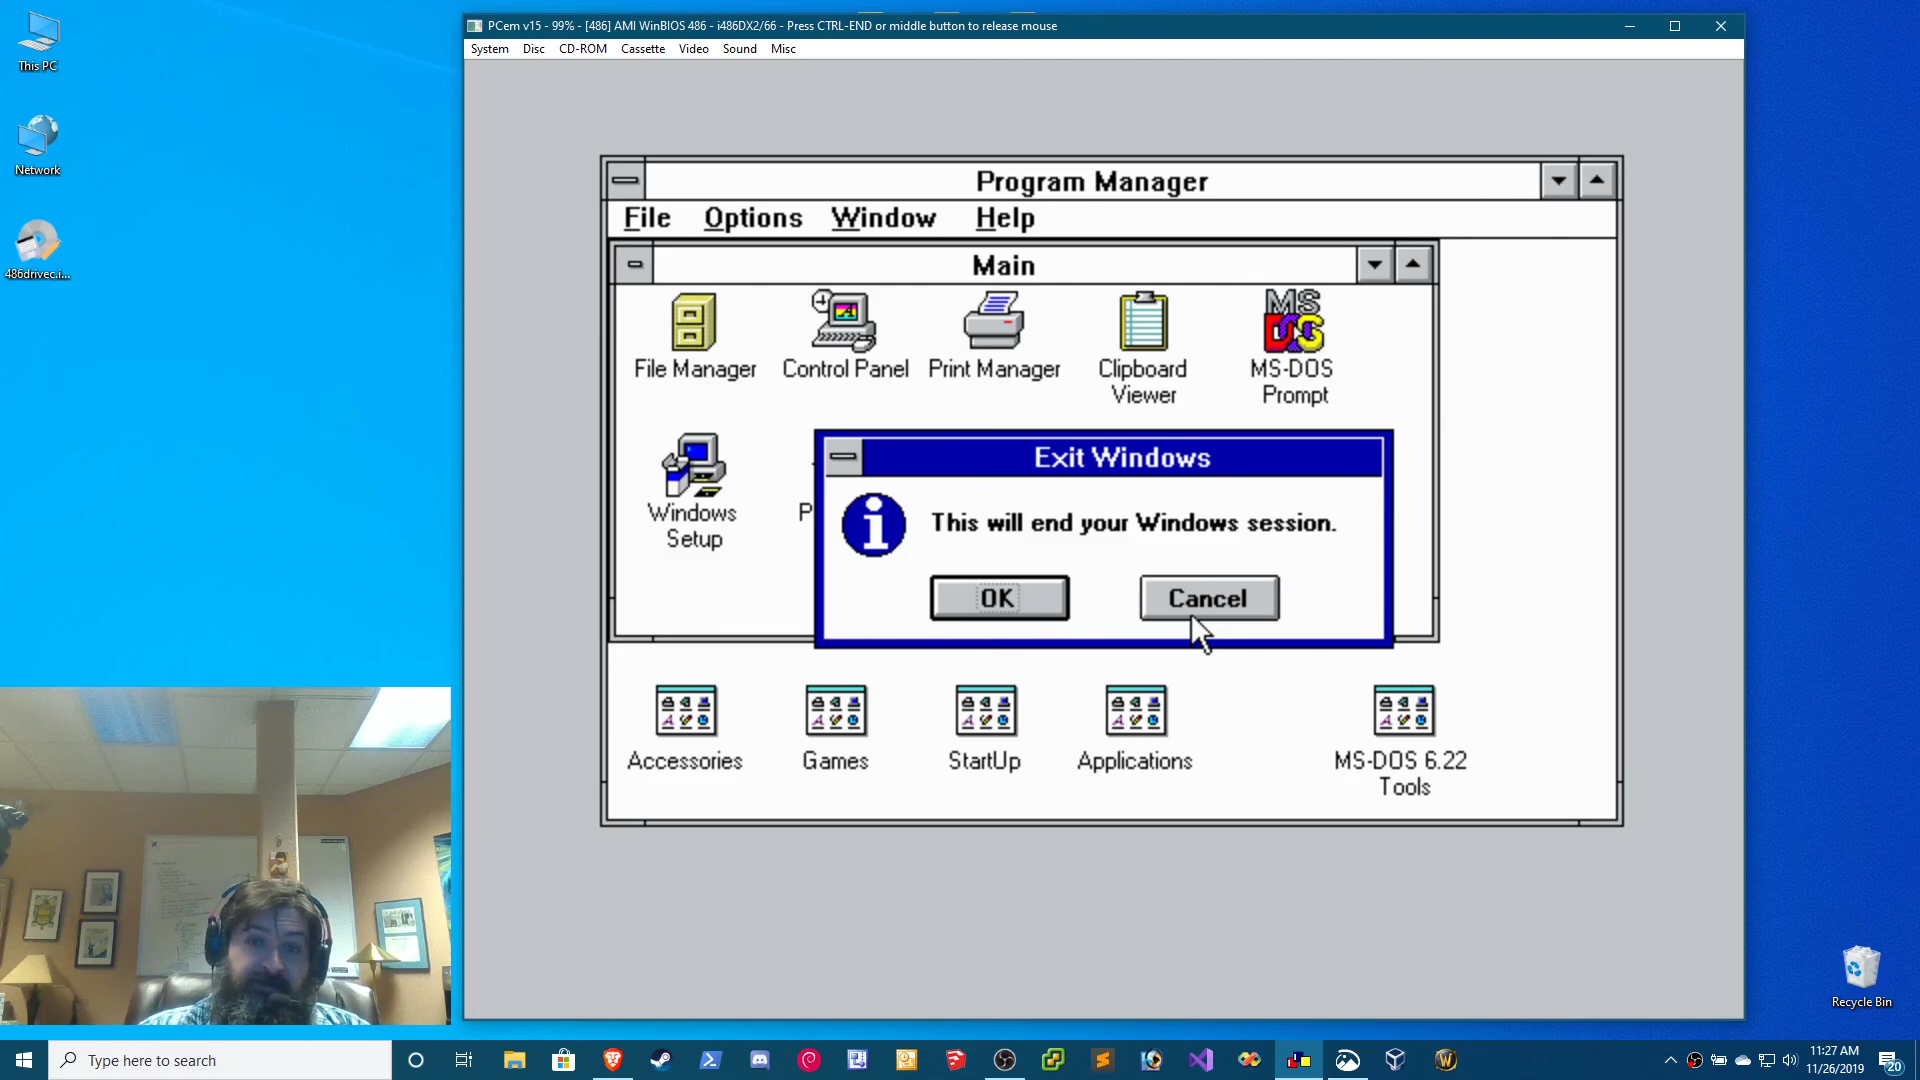 This PC
Network
486drivec.i...
PCem v15 - 99% - [486] AMI WinBIOS 486 - i486DX2/66 - Press CTRL-END or middle button to release mouse
System Disc CD-ROM Cassette Video Sound Misc
Program Manager
File Options Window Help
Main
File Manager
Control Panel
Print Manager
Clipboard
Viewer
MS
DOS
MS-DOS
Prompt
Windows
Setup
P
Exit Windows
This will end your Windows session.
OK Cancel
Accessories
Games
StartUp
Applications
MS-DOS 6.22
Tools
Recycle Bin
Type here to search
11:27 AM
11/26/2019
20